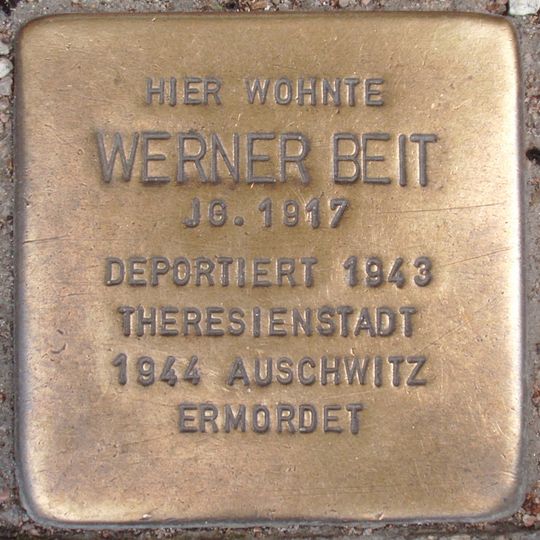 HIER WOHNTE
WERNER BEIT
JG. 1917
DEPORTIERT 1943
THERESIENSTADT
1944 AUSCHWITZ
ERMORDET